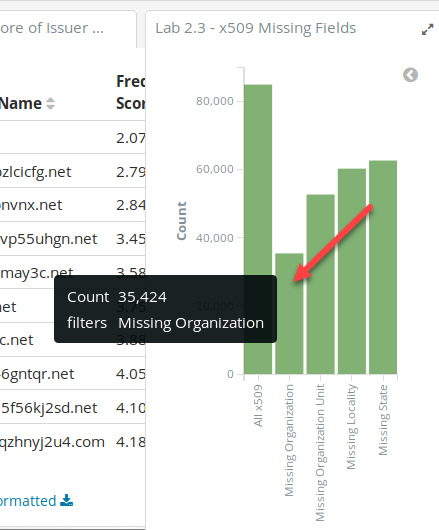 ore of Issuer ...
Lab 2.3 - x509 Missing Fields
Name
Freq
Scor
2.07
ozlcicfg.net 2.79
onvnx.net 2.84
vp55uhgn.net 3.45
may3c.net 3.58
net
c.net 3.88
6gntqr.net 4.05
5f56kj2sd.net 4.10
qzhnyj2u4.com 4.18
ormatted
Count
80,000
60,000
40,000
20,000
0
Count 35,424
filters Missing Organization
All x509
Missing Organization
Missing Organization Unit
Missing Locality
Missing State